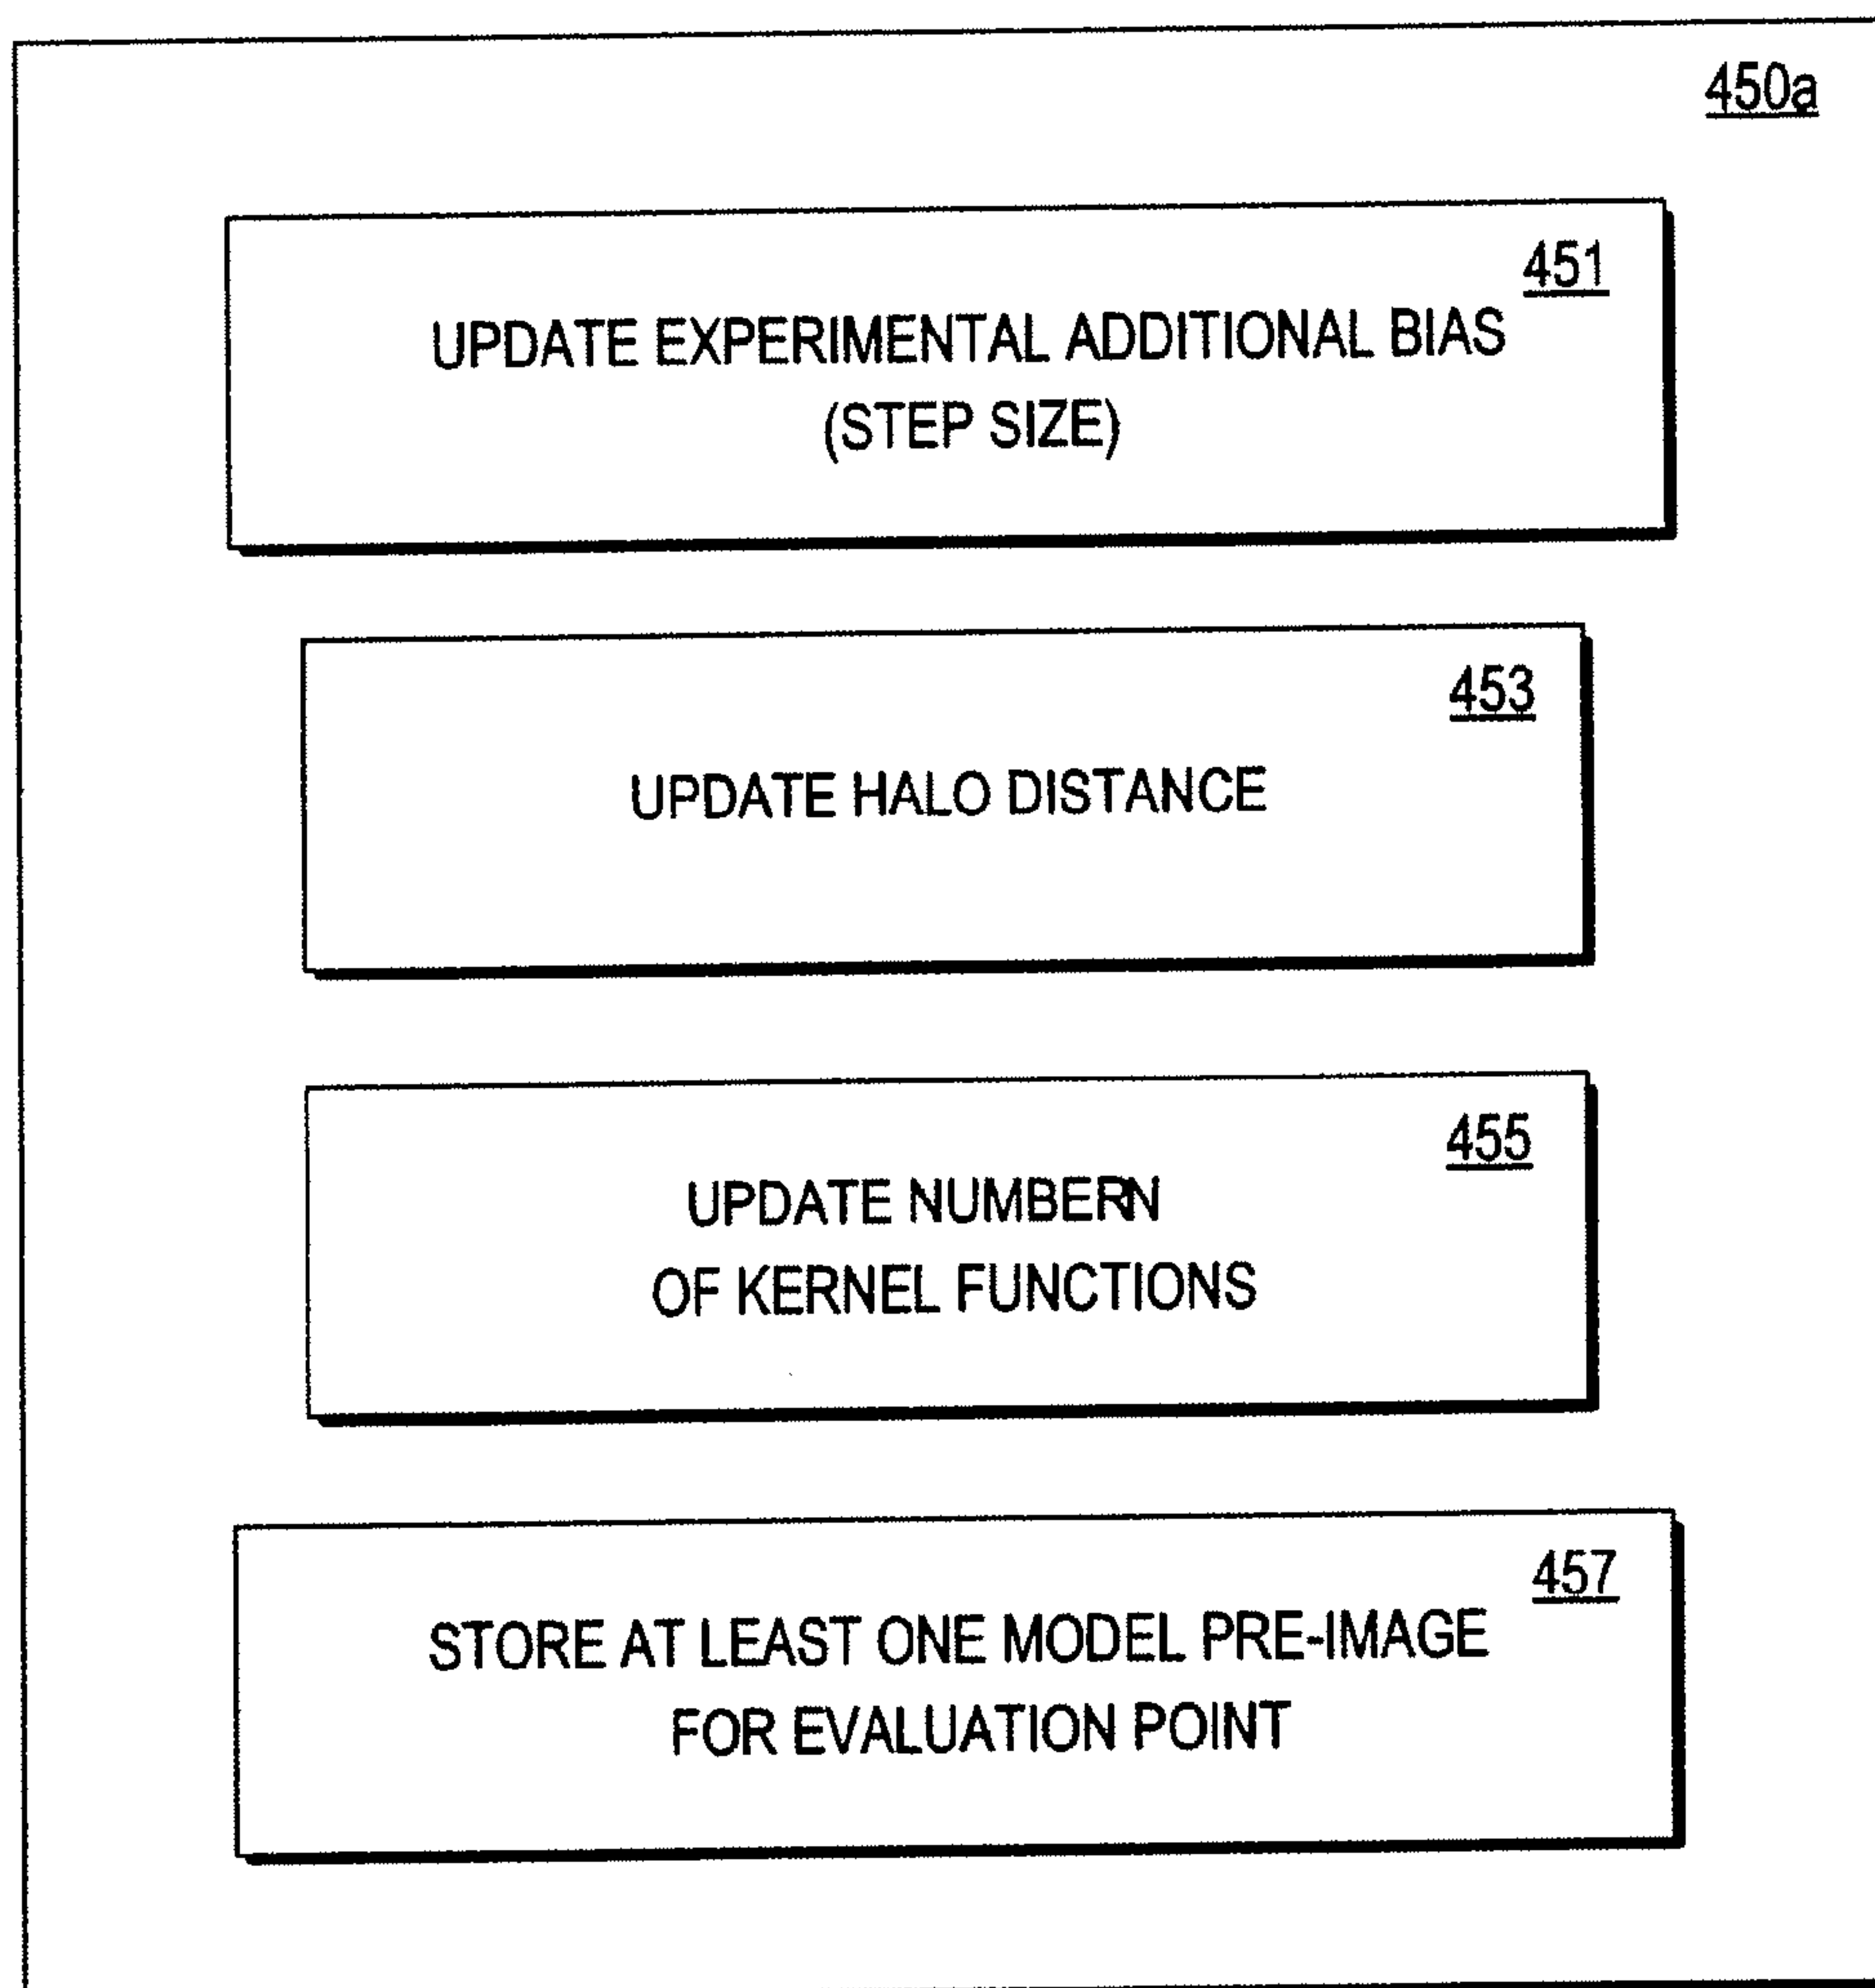 450a
451
UPDATE EXPERIMENTAL ADDITIONAL BIAS
(STEP SIZE)
453
UPDATE HALO DISTANCE
455
UPDATE NUMBERN
OF KERNEL FUNCTIONS
457
STORE AT LEAST ONE MODEL PRE-IMAGE
FOR EVALUATION POINT